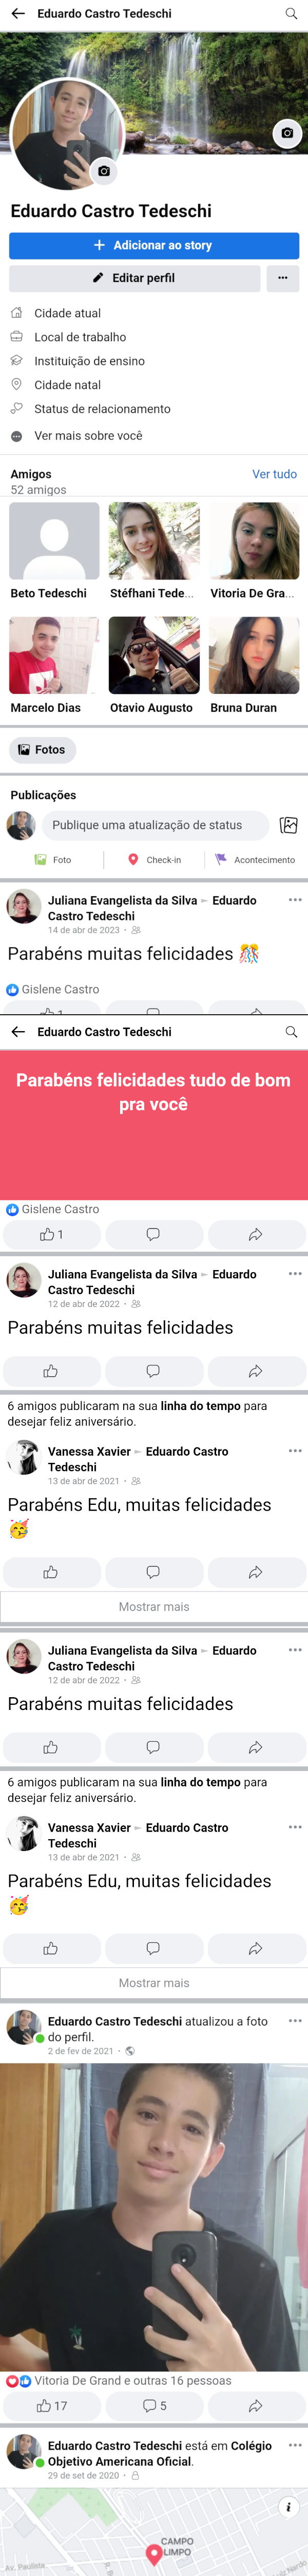 Eduardo Castro Tedeschi
Eduardo Castro Tedeschi
+ Adicionar ao story
Editar perfil
Cidade atual
Local de trabalho
Instituição de ensino
Cidade natal
Status de relacionamento
Ver mais sobre você
Amigos
Ver tudo
52 amigos
Beto Tedeschi
Stéfhani Tede...
Vitoria De Gra...
Marcelo Dias
Otavio Augusto
Bruna Duran
Fotos
Publicações
Publique uma atualização de status
Foto
Check-in
Acontecimento
Juliana Evangelista da Silva ► Eduardo
Castro Tedeschi
14 de abr de 2023 ·
Parabéns muitas felicidades 🎊
Gislene Castro
1
Eduardo Castro Tedeschi
Parabéns felicidades tudo de bom
pra você
Gislene Castro
1
Juliana Evangelista da Silva ► Eduardo
Castro Tedeschi
12 de abr de 2022 ·
Parabéns muitas felicidades
6 amigos publicaram na sua linha do tempo para
desejar feliz aniversário.
Vanessa Xavier ► Eduardo Castro
Tedeschi
13 de abr de 2021 ·
Parabéns Edu, muitas felicidades
🥳
Mostrar mais
Juliana Evangelista da Silva ► Eduardo
Castro Tedeschi
12 de abr de 2022 ·
Parabéns muitas felicidades
6 amigos publicaram na sua linha do tempo para
desejar feliz aniversário.
Vanessa Xavier ► Eduardo Castro
Tedeschi
13 de abr de 2021 ·
Parabéns Edu, muitas felicidades
🥳
Mostrar mais
Eduardo Castro Tedeschi atualizou a foto
do perfil.
2 de fev de 2021 ·
Vitoria De Grand e outras 16 pessoas
17
5
Eduardo Castro Tedeschi está em Colégio
Objetivo Americana Oficial.
29 de set de 2020 ·
i
CAMPO
LIMPO
Av. Paulista